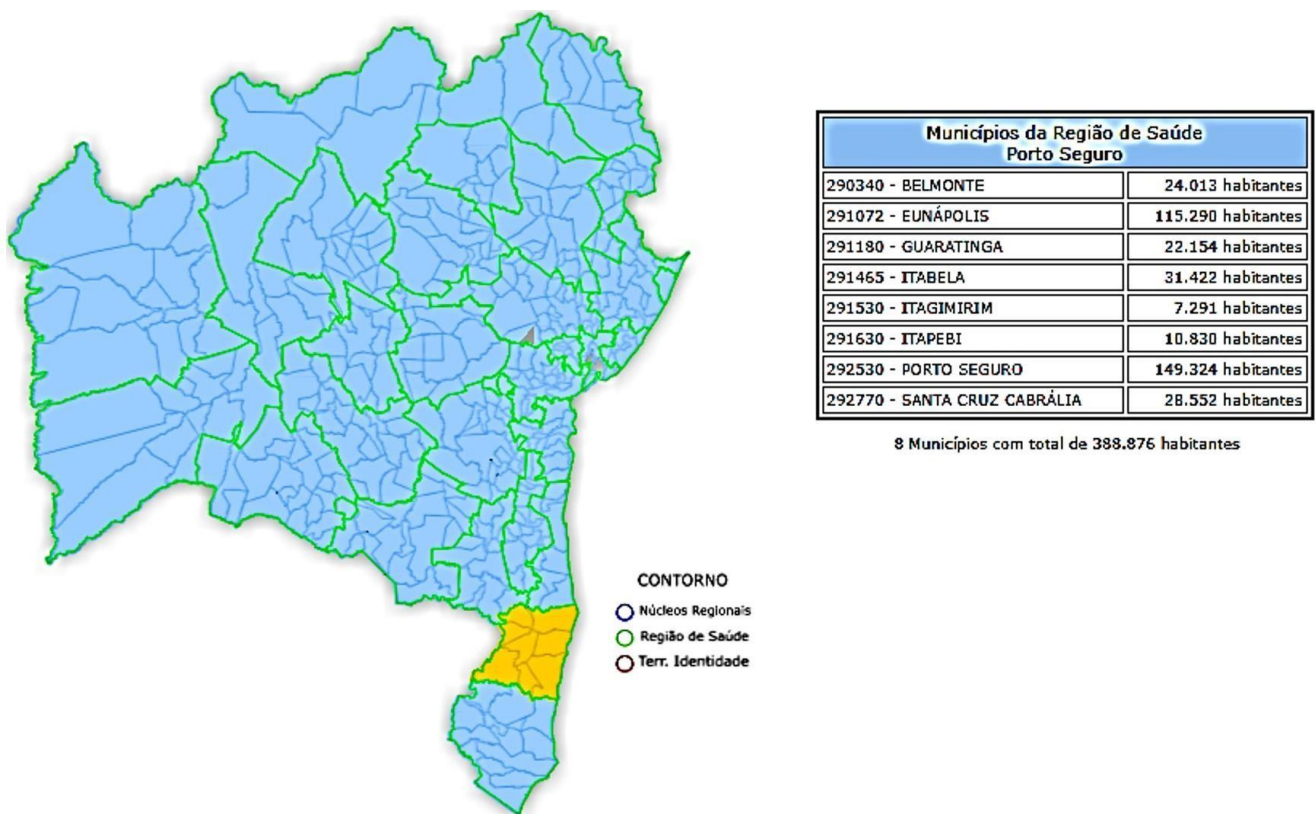 Municípios da Região de Saúde
Porto Seguro
290340 - BELMONTE 24.013 habitantes
291072 - EUNÁPOLIS 115.290 habitantes
291180 - GUARATINGA 22.154 habitantes
291465 - ITABELA 31.422 habitantes
291530 - ITAGIMIRIM 7.291 habitantes
291630 - ITAPEBI 10.830 habitantes
292530 - PORTO SEGURO 149.324 habitantes
292770 - SANTA CRUZ CABRÁLIA 28.552 habitantes
8 Municípios com total de 388.876 habitantes
CONTORNO
Núcleos Regionais
Região de Saúde
Terr. Identidade